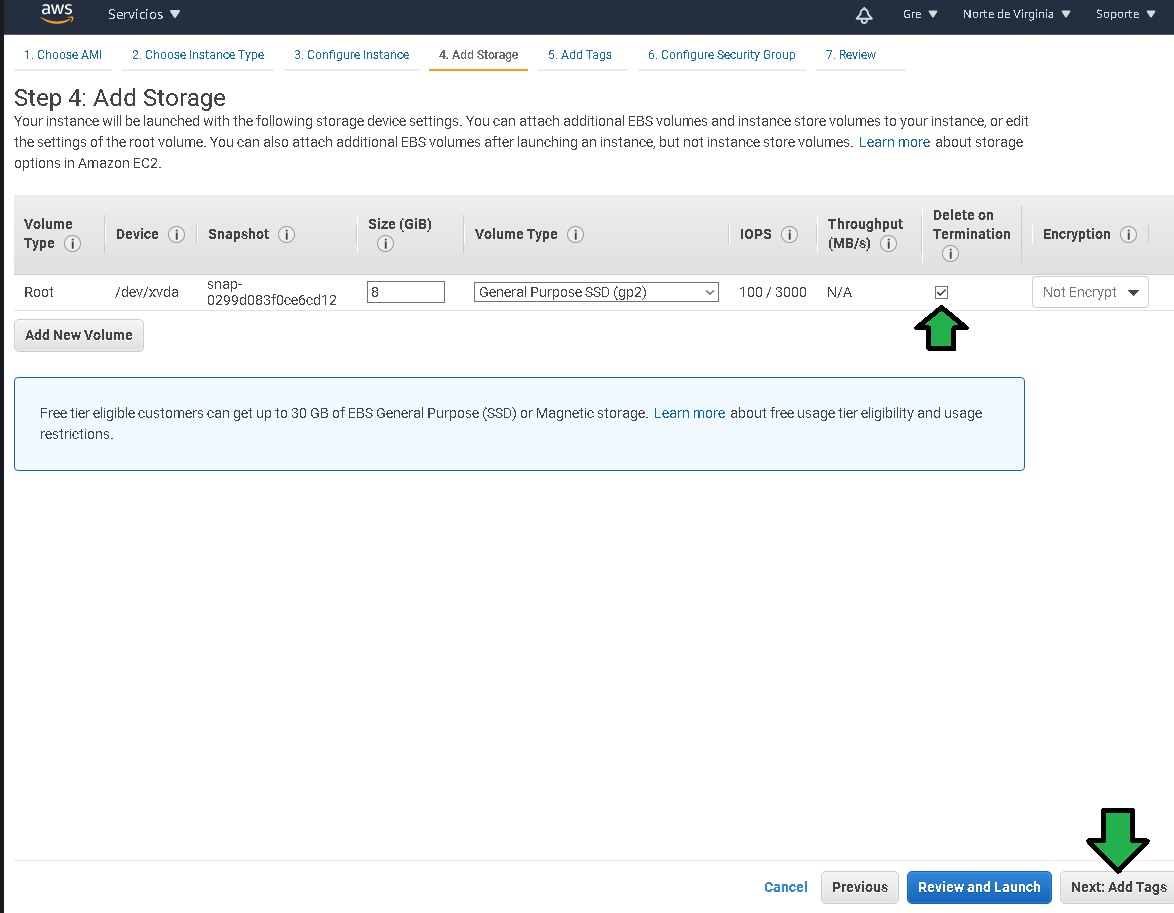 aws Servicios Gre Norte de Virginia Soporte
1. Choose AMI 2. Choose Instance Type 3. Configure Instance 4. Add Storage 5. Add Tags 6. Configure Security Group 7. Review
Step 4: Add Storage
Your instance will be launched with the following storage device settings. You can attach additional EBS volumes and instance store volumes to your instance, or edit
the settings of the root volume. You can also attach additional EBS volumes after launching an instance, but not instance store volumes. Learn more about storage
options in Amazon EC2.
Volume Type Device Snapshot Size (GiB) Volume Type IOPS Throughput (MB/s) Delete on Termination Encryption
Root /dev/xvda snap-0299d083f0ce6cd12 8 General Purpose SSD (gp2) 100 / 3000 N/A Not Encrypt
Add New Volume
Free tier eligible customers can get up to 30 GB of EBS General Purpose (SSD) or Magnetic storage. Learn more about free usage tier eligibility and usage
restrictions.
Cancel Previous Review and Launch Next: Add Tags